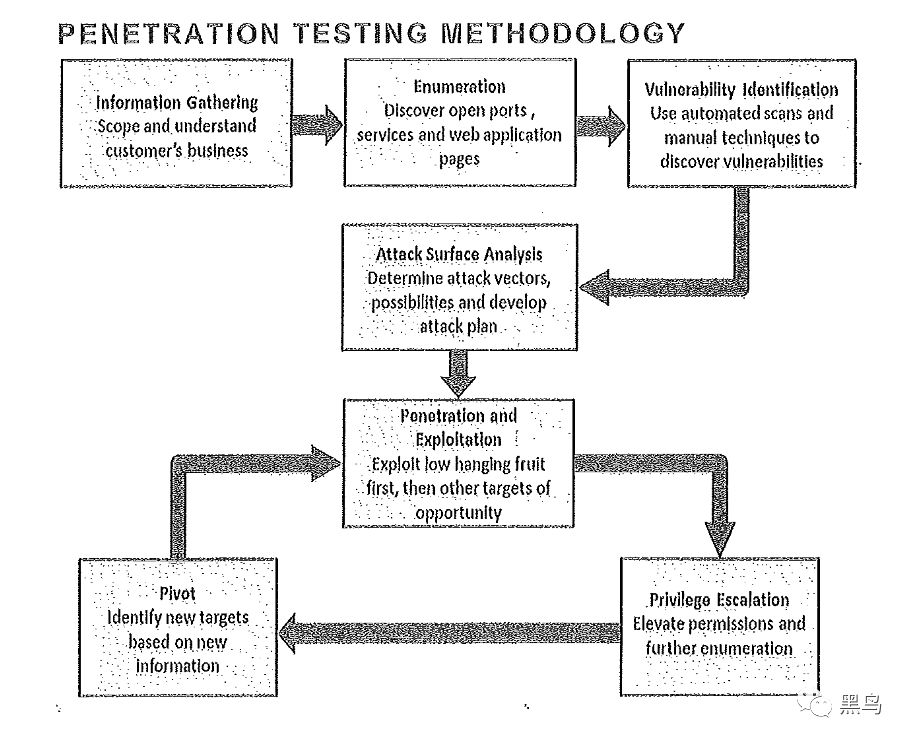 PENETRATION TESTING METHODOLOGY
Information Gathering
Scope and understand
customer's business
Enumeration
Discover open ports ,
services and web application
pages
Vulnerability Identification
Use automated scans and
manual techniques to
discover vulnerabilities
Attack Surface Analysis
Determine attack vectors,
possibilities and develop
attack plan
Penetration and
Exploitation
Exploit low hanging fruit
first, then other targets of
opportunity
Pivot
Identify new targets
based on new
information
Privilege Escalation
Elevate permissions and
further enumeration
黑鸟